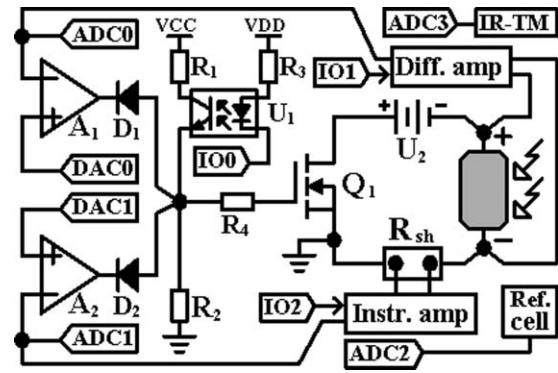 ADC0
VCC
VDD
ADC3
IR-TM
R1
R3
IO1
Diff. amp
A1
D1
U1
IO0
+
-
U2
+
DAC0
DAC1
Q1
R4
Rsh
-
A2
D2
R2
IO2
Instr. amp
Ref.
cell
ADC1
ADC2